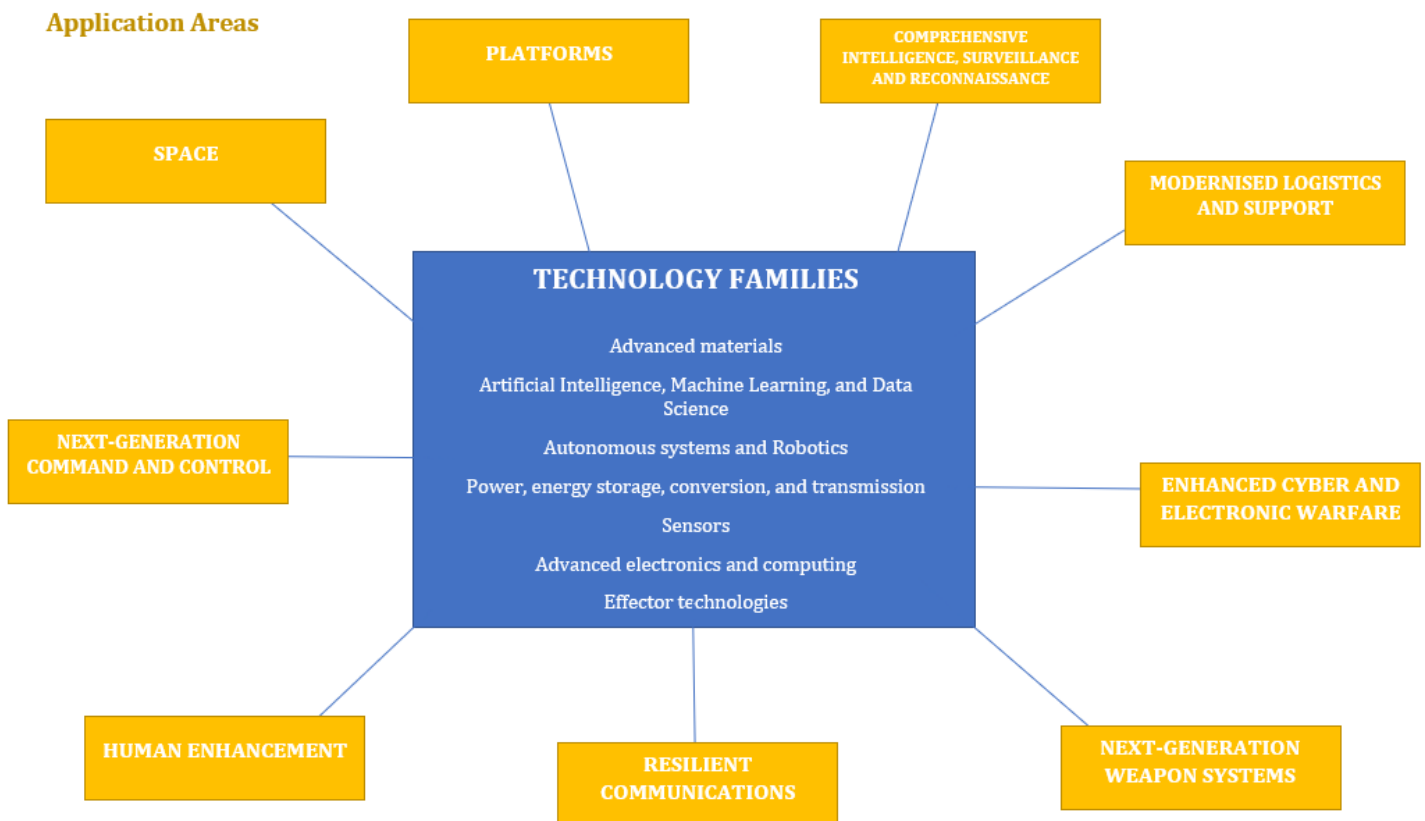 Application Areas
PLATFORMS
COMPREHENSIVE
INTELLIGENCE, SURVEILLANCE
AND RECONNAISSANCE
SPACE
MODERNISED LOGISTICS
AND SUPPORT
TECHNOLOGY FAMILIES
Advanced materials
Artificial Intelligence, Machine Learning, and Data
Science
Autonomous systems and Robotics
Power, energy storage, conversion, and transmission
Sensors
Advanced electronics and computing
Effector technologies
NEXT-GENERATION
COMMAND AND CONTROL
ENHANCED CYBER AND
ELECTRONIC WARFARE
HUMAN ENHANCEMENT
RESILIENT
COMMUNICATIONS
NEXT-GENERATION
WEAPON SYSTEMS